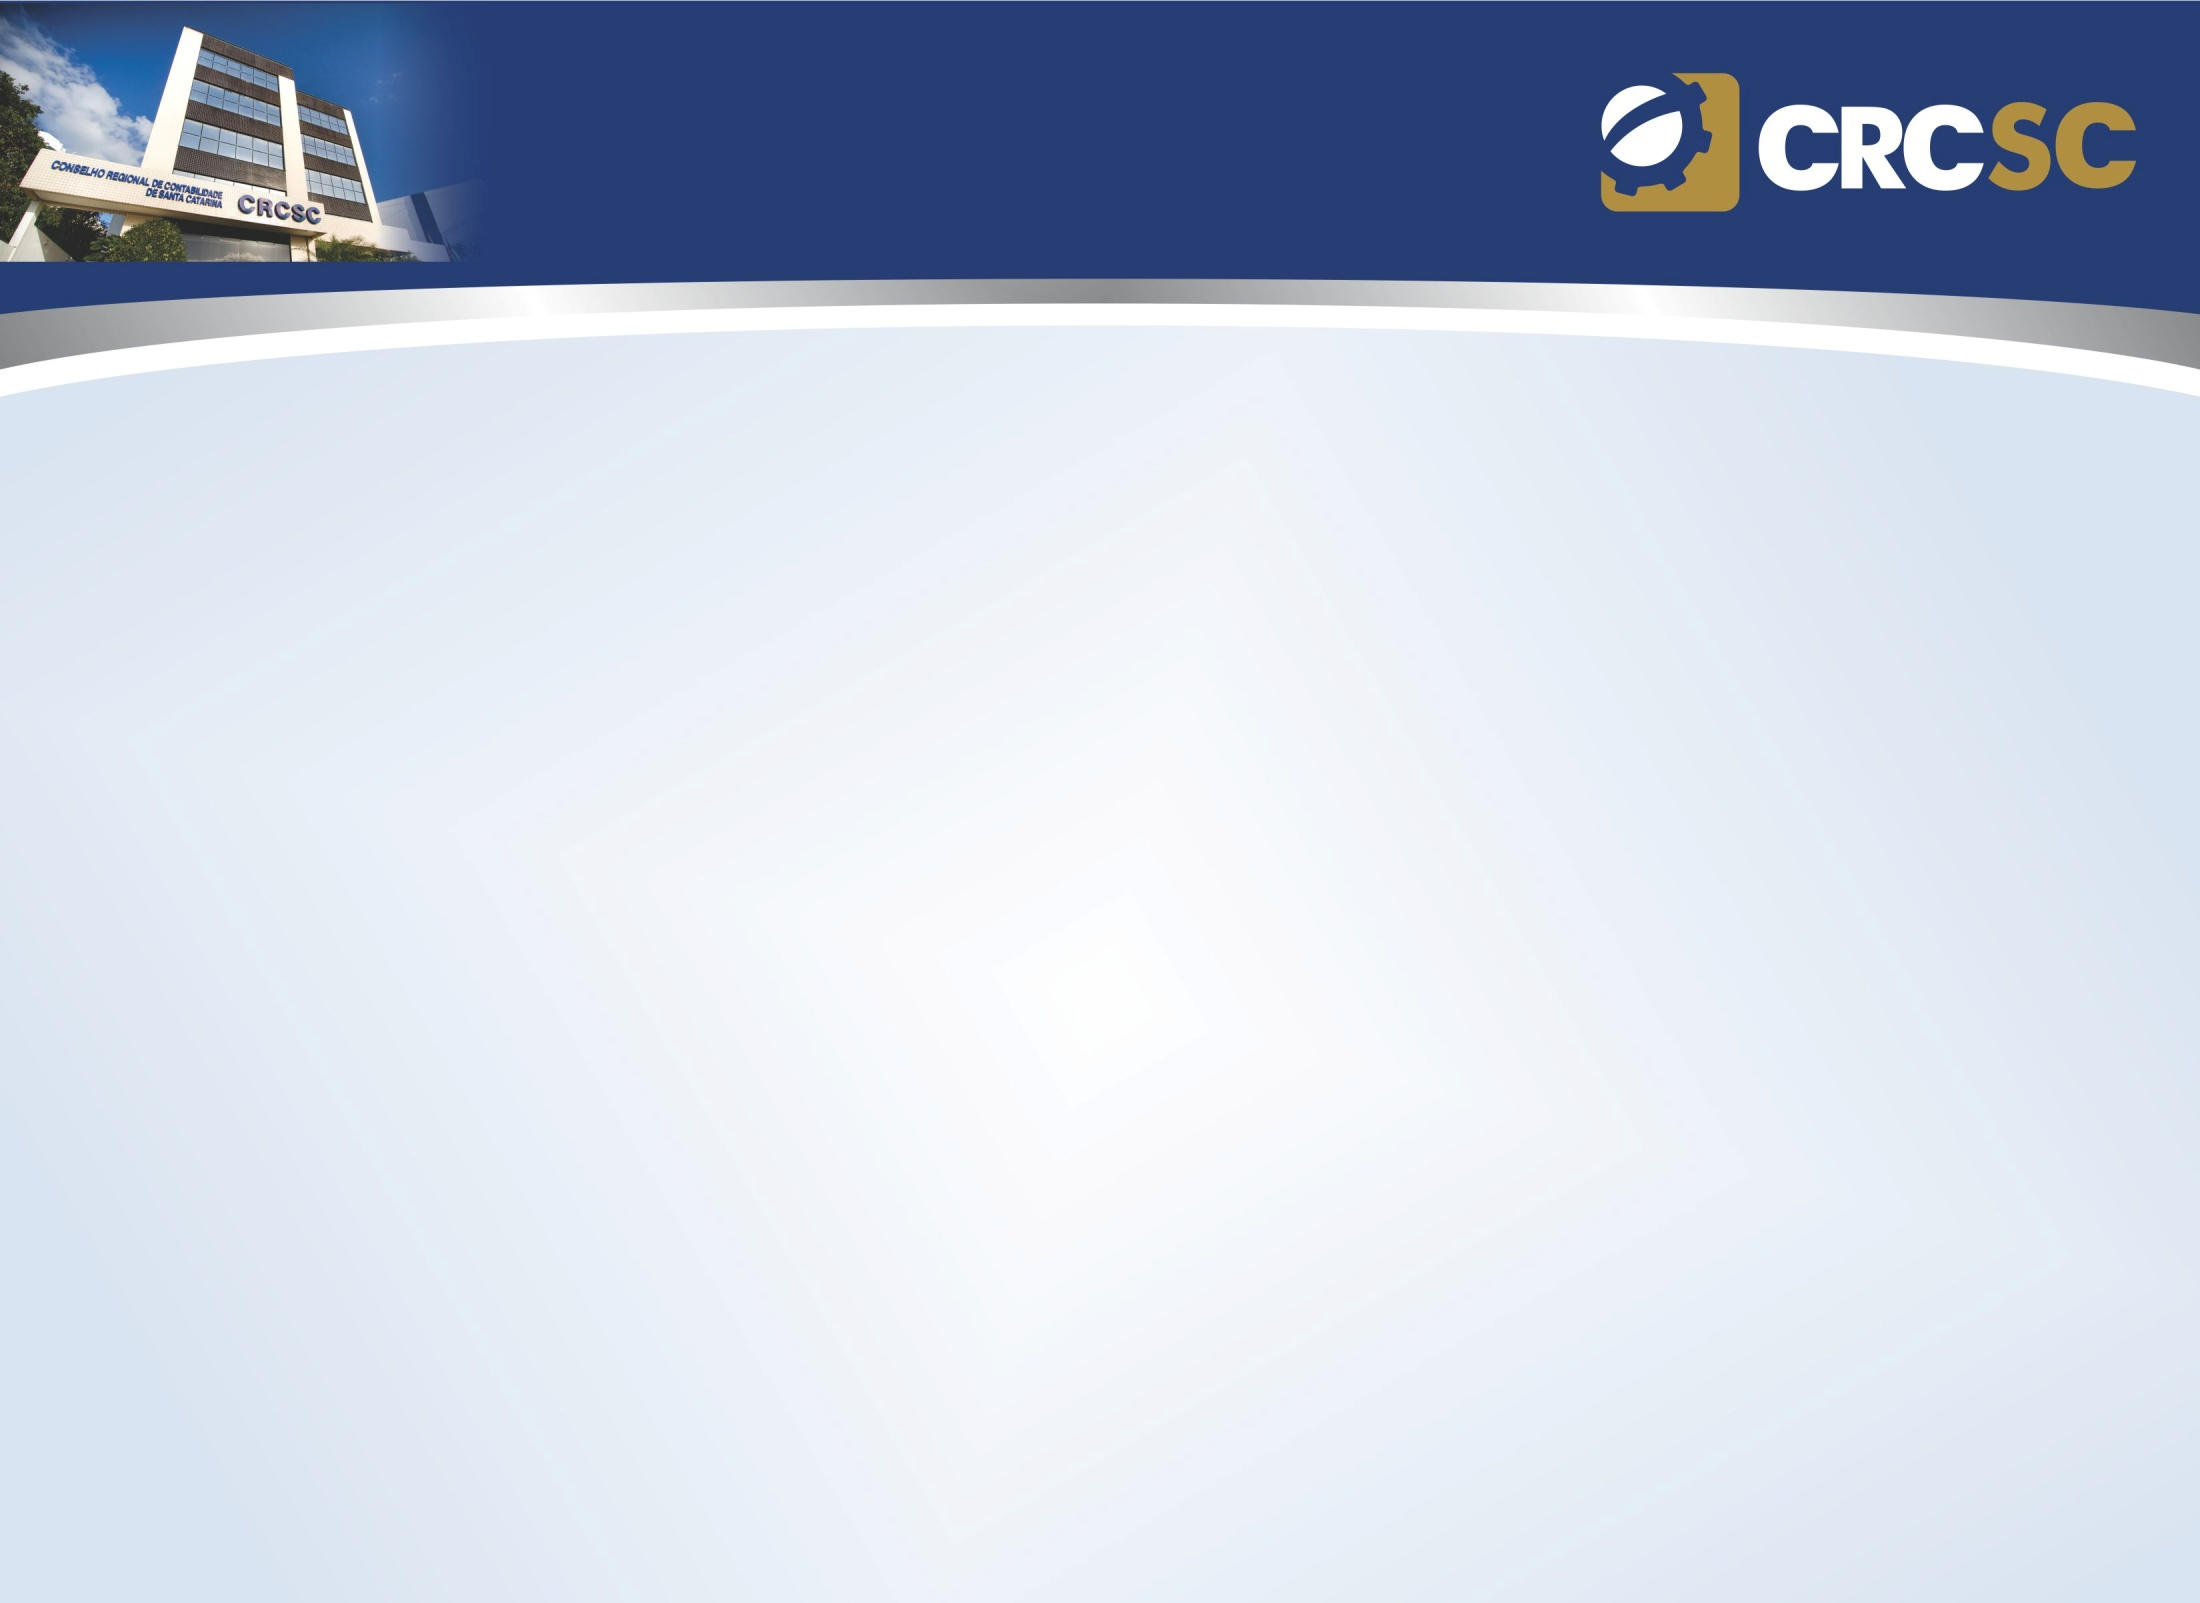 CONSELHO REGIONAL DE CONTABILIDADE
DE SANTA CATARINA
CRCSC
CRCSC